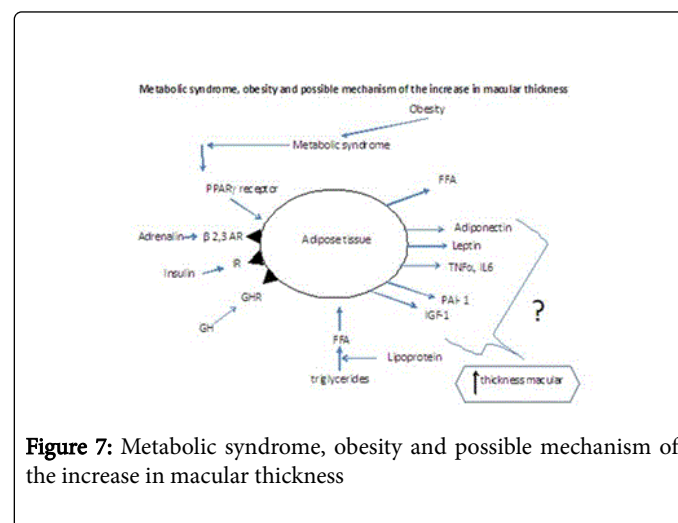 Metabolic syndrome, obesity and possible mechanism of the increase in macular thickness
Obesity
Metabolic syndrome
PPARγ receptor
FFA
Adrenalin
β 2,3 AR
Adipose tissue
Adiponectin
Leptin
Insulin
IR
TNFα, IL6
GHR
PAI-1
IGF-1
?
GH
FFA
Lipoprotein
triglycerides
thickness macular
Figure 7: Metabolic syndrome, obesity and possible mechanism of
the increase in macular thickness